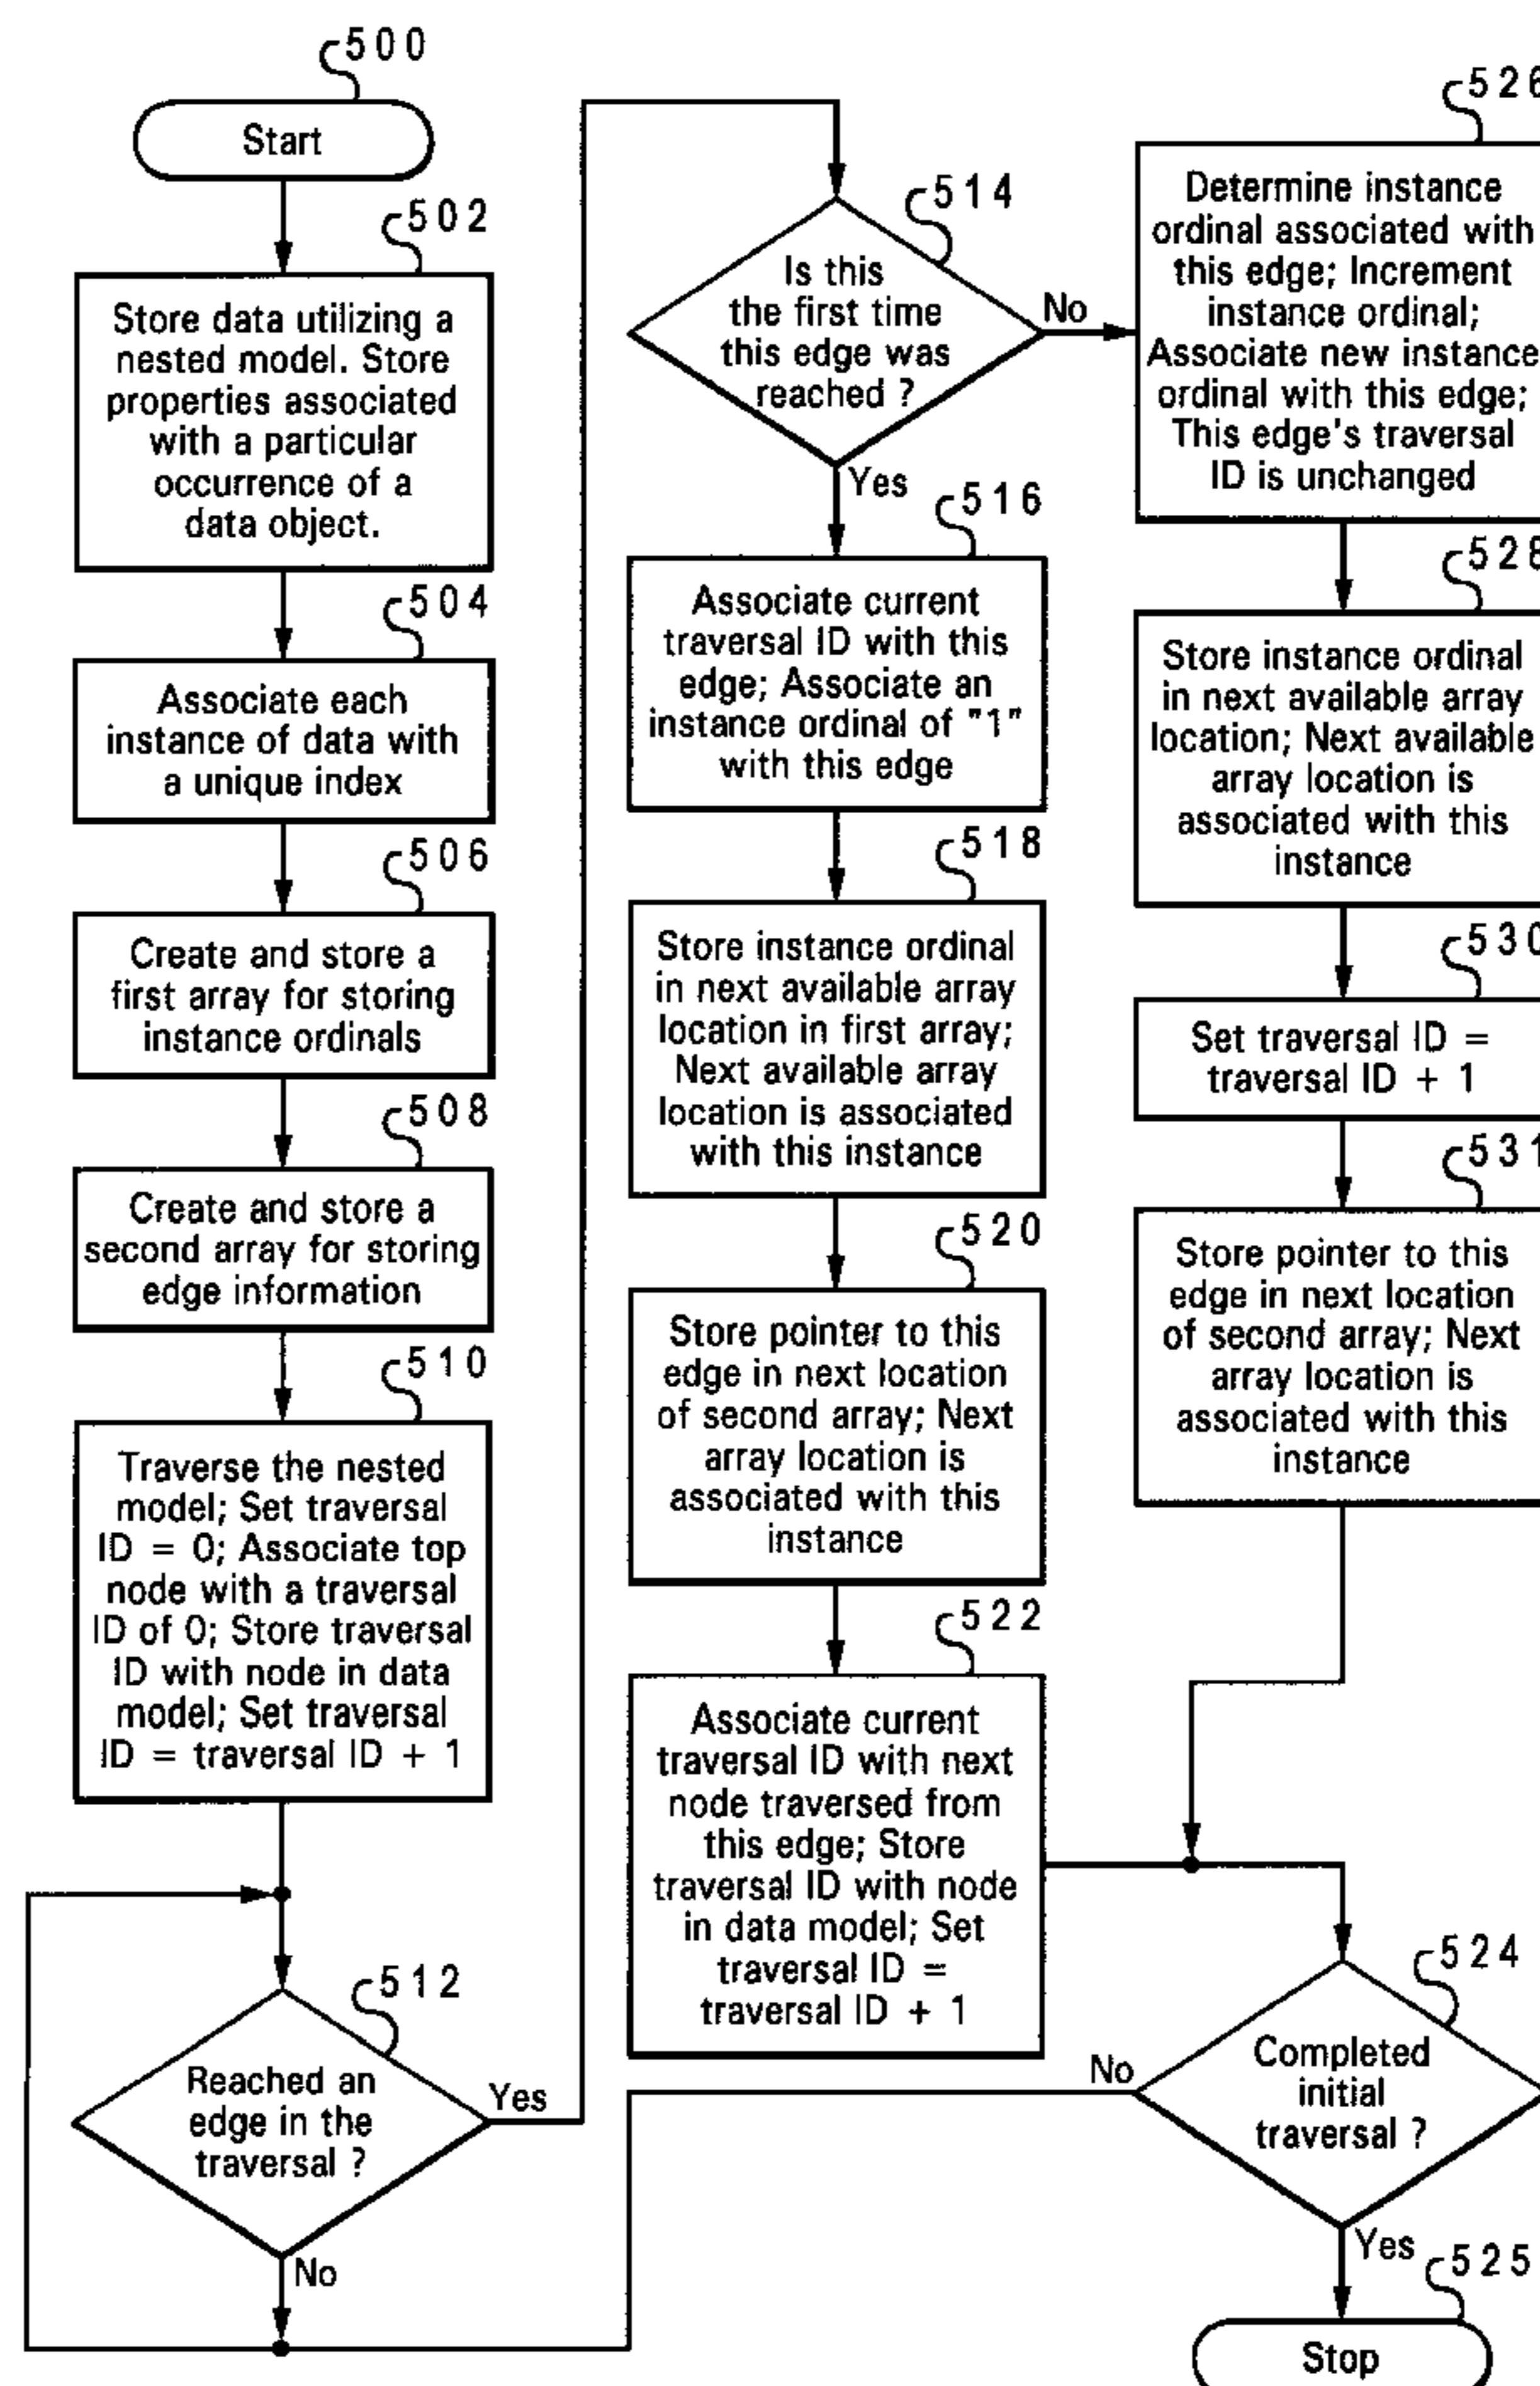 500
Start
502
Store data utilizing a
nested model. Store
properties associated
with a particular
occurrence of a
data object.
504
Associate each
instance of data with
a unique index
506
Create and store a
first array for storing
instance ordinals
508
Create and store a
second array for storing
edge information
510
Traverse the nested
model; Set traversal
ID = 0; Associate top
node with a traversal
ID of 0; Store traversal
ID with node in data
model; Set traversal
ID = traversal ID + 1
512
Reached an
edge in the
traversal ?
Yes
No
514
Is this
the first time
this edge was
reached ?
No
Yes
516
Associate current
traversal ID with this
edge; Associate an
instance ordinal of "1"
with this edge
518
Store instance ordinal
in next available array
location in first array;
Next available array
location is associated
with this instance
520
Store pointer to this
edge in next location
of second array; Next
array location is
associated with this
instance
522
Associate current
traversal ID with next
node traversed from
this edge; Store
traversal ID with node
in data model; Set
traversal ID =
traversal ID + 1
526
Determine instance
ordinal associated with
this edge; Increment
instance ordinal;
Associate new instance
ordinal with this edge;
This edge's traversal
ID is unchanged
528
Store instance ordinal
in next available array
location; Next available
array location is
associated with this
instance
530
Set traversal ID =
traversal ID + 1
531
Store pointer to this
edge in next location
of second array; Next
array location is
associated with this
instance
524
Completed
initial
traversal ?
No
Yes
525
Stop